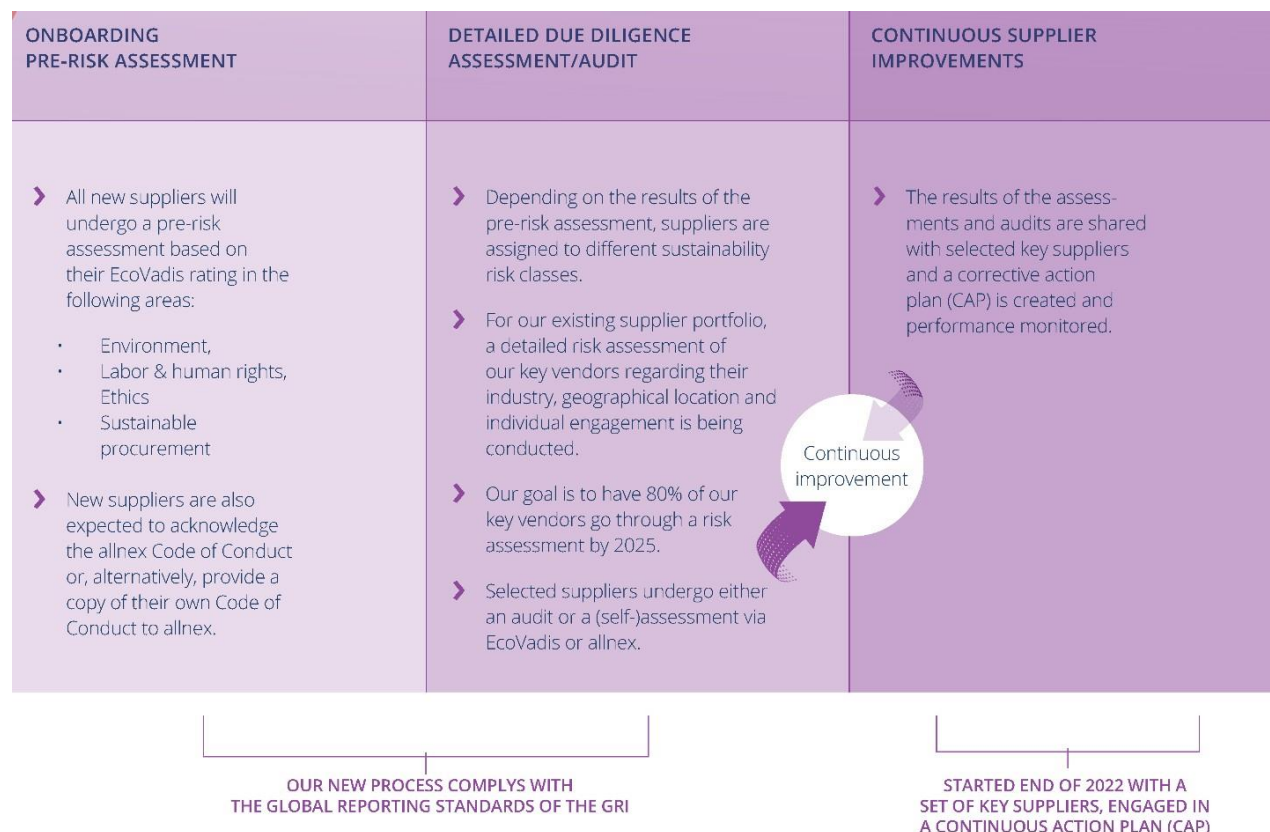 ONBOARDING
PRE-RISK ASSESSMENT
All new suppliers will
undergo a pre-risk
assessment based on
their EcoVadis rating in the
following areas:
· Environment,
· Labor & human rights,
Ethics
· Sustainable
procurement
New suppliers are also
expected to acknowledge
the allnex Code of Conduct
or, alternatively, provide a
copy of their own Code of
Conduct to allnex.
DETAILED DUE DILIGENCE
ASSESSMENT/AUDIT
Depending on the results of the
pre-risk assessment, suppliers are
assigned to different sustainability
risk classes.
For our existing supplier portfolio,
a detailed risk assessment of
our key vendors regarding their
industry, geographical location and
individual engagement is being
conducted.
Our goal is to have 80% of our
key vendors go through a risk
assessment by 2025.
Selected suppliers undergo either
an audit or a (self-)assessment via
EcoVadis or allnex.
CONTINUOUS SUPPLIER
IMPROVEMENTS
The results of the assess-
ments and audits are shared
with selected key suppliers
and a corrective action
plan (CAP) is created and
performance monitored.
Continuous
improvement
OUR NEW PROCESS COMPLYS WITH
THE GLOBAL REPORTING STANDARDS OF THE GRI
STARTED END OF 2022 WITH A
SET OF KEY SUPPLIERS, ENGAGED IN
A CONTINUOUS ACTION PLAN (CAP)